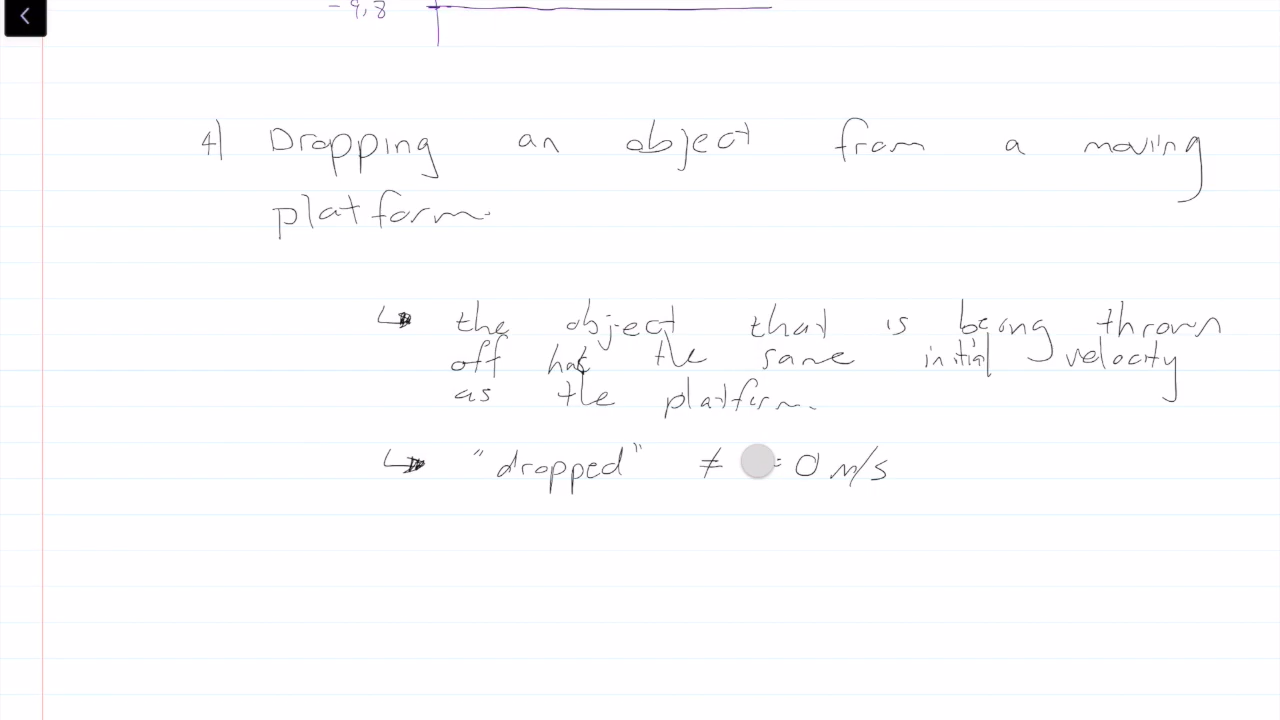 -9,8
4) Dropping an object from a moving
platform.
↳ the object that is being thrown
off has the same initial velocity
as the platform.
↳ "dropped" ≠ = 0 m/s